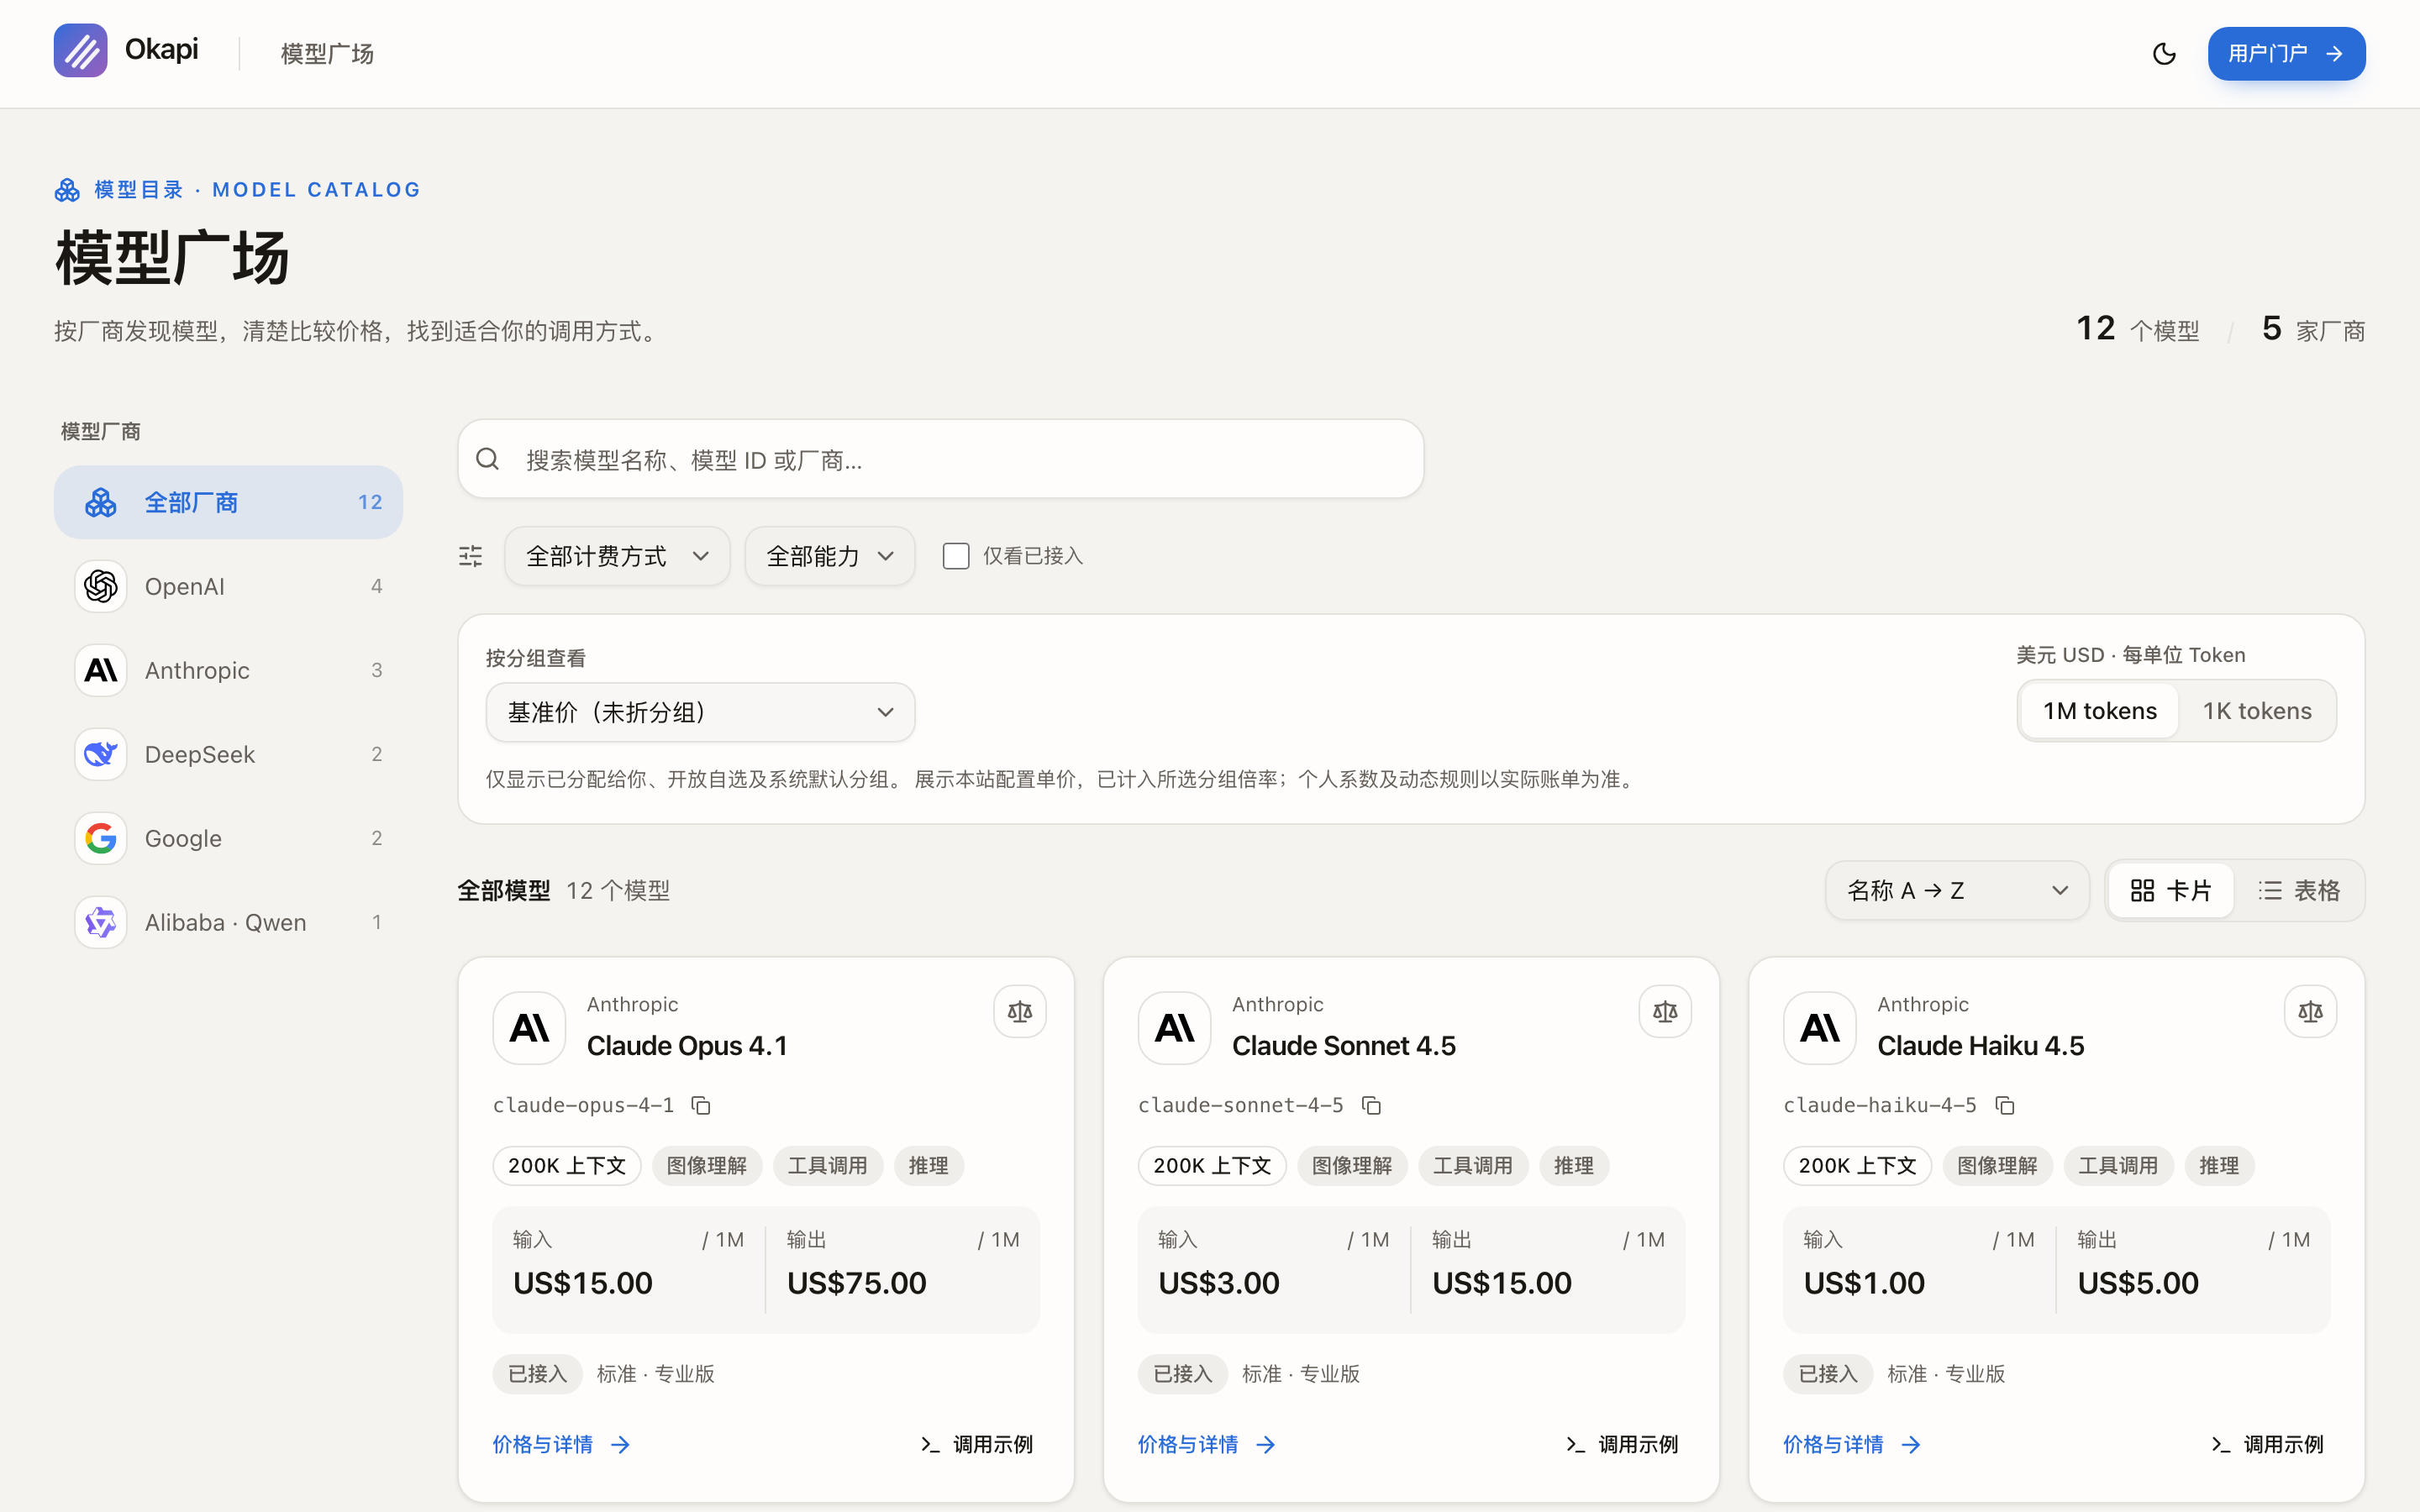 Okapi
模型广场
用户门户
模型目录 · MODEL CATALOG
模型广场
按厂商发现模型，清楚比较价格，找到适合你的调用方式。
12 个模型 / 5 家厂商
模型厂商
全部厂商 12
OpenAI 4
Anthropic 3
DeepSeek 2
Google 2
Alibaba · Qwen 1
搜索模型名称、模型 ID 或厂商...
全部计费方式
全部能力
仅看已接入
按分组查看
基准价（未折分组）
美元 USD · 每单位 Token
1M tokens
1K tokens
仅显示已分配给你、开放自选及系统默认分组。 展示本站配置单价，已计入所选分组倍率；个人系数及动态规则以实际账单为准。
全部模型 12 个模型
名称 A → Z
卡片
表格
Anthropic
Claude Opus 4.1
claude-opus-4-1
200K 上下文 图像理解 工具调用 推理
输入 / 1M 输出 / 1M
US$15.00 US$75.00
已接入 标准 · 专业版
价格与详情 → >_ 调用示例
Anthropic
Claude Sonnet 4.5
claude-sonnet-4-5
200K 上下文 图像理解 工具调用 推理
输入 / 1M 输出 / 1M
US$3.00 US$15.00
已接入 标准 · 专业版
价格与详情 → >_ 调用示例
Anthropic
Claude Haiku 4.5
claude-haiku-4-5
200K 上下文 图像理解 工具调用 推理
输入 / 1M 输出 / 1M
US$1.00 US$5.00
已接入 标准 · 专业版
价格与详情 → >_ 调用示例